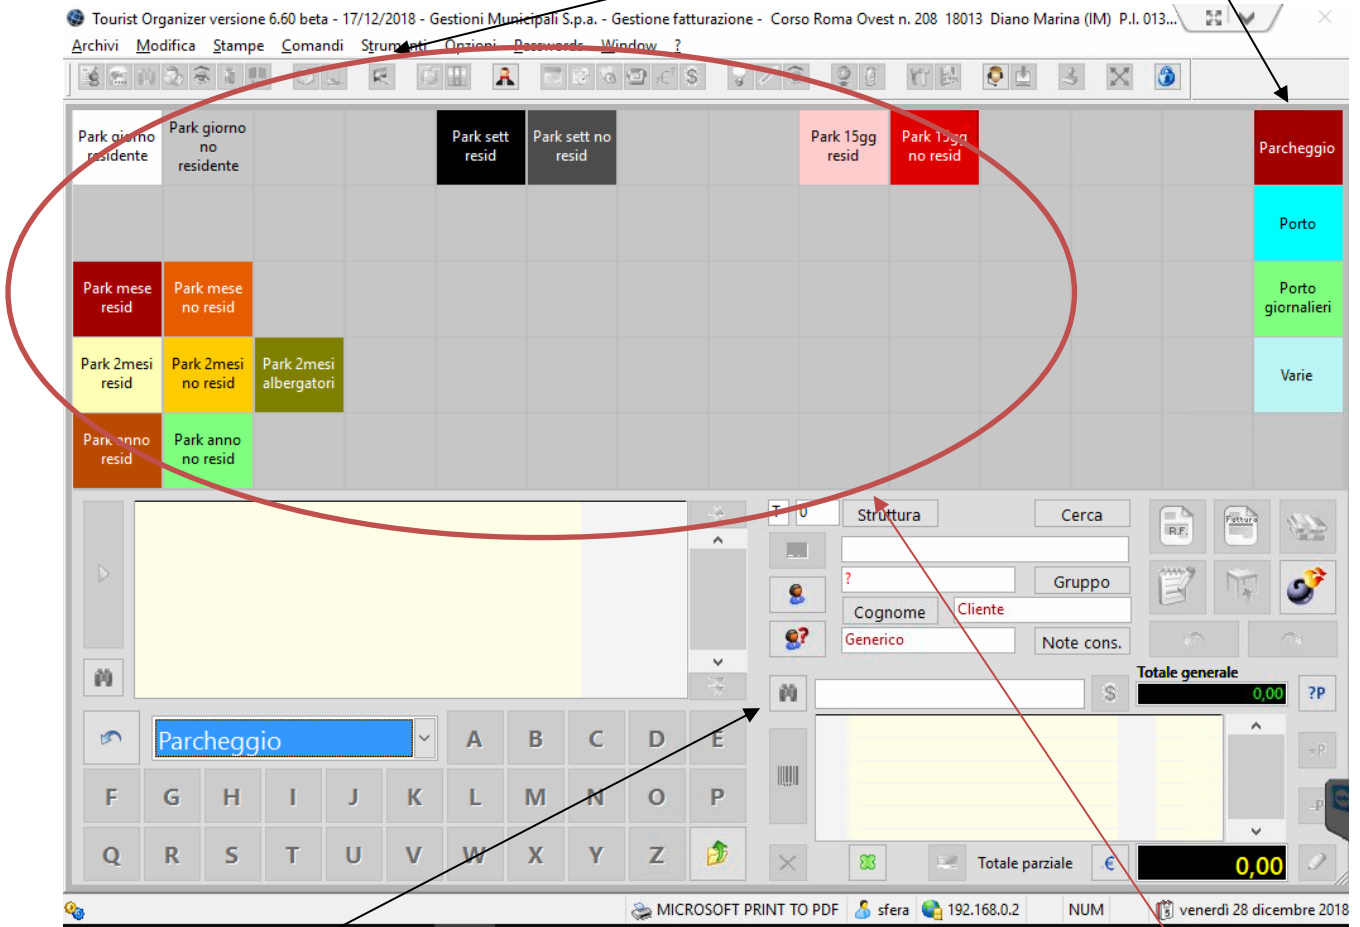 Tourist Organizer versione 6.60 beta - 17/12/2018 - Gestioni Municipali S.p.a. - Gestione fatturazione - Corso Roma Ovest n. 208 18013 Diano Marina (IM) P.I. 013...
Archivi Modifica Stampe Comandi Strumenti Opzioni Passwords Window ?
Park giorno
residente
Park giorno
no
residente
Park sett
resid
Park sett no
resid
Park 15gg
resid
Park 15gg
no resid
Parcheggio
Porto
Park mese
resid
Park mese
no resid
Porto
giornalieri
Park 2mesi
resid
Park 2mesi
no resid
Park 2mesi
albergatori
Varie
Park anno
resid
Park anno
no resid
T 0 Struttura Cerca
R.F.
Fattura
? Gruppo
Cognome Cliente
Generico Note cons.
Totale generale
$ 0,00 ?P
Parcheggio A B C D E
+P
F G H I J K L M N O P
-P
Q R S T U V W X Y Z
Totale parziale € 0,00
MICROSOFT PRINT TO PDF sfera 192.168.0.2 NUM venerdì 28 dicembre 2018